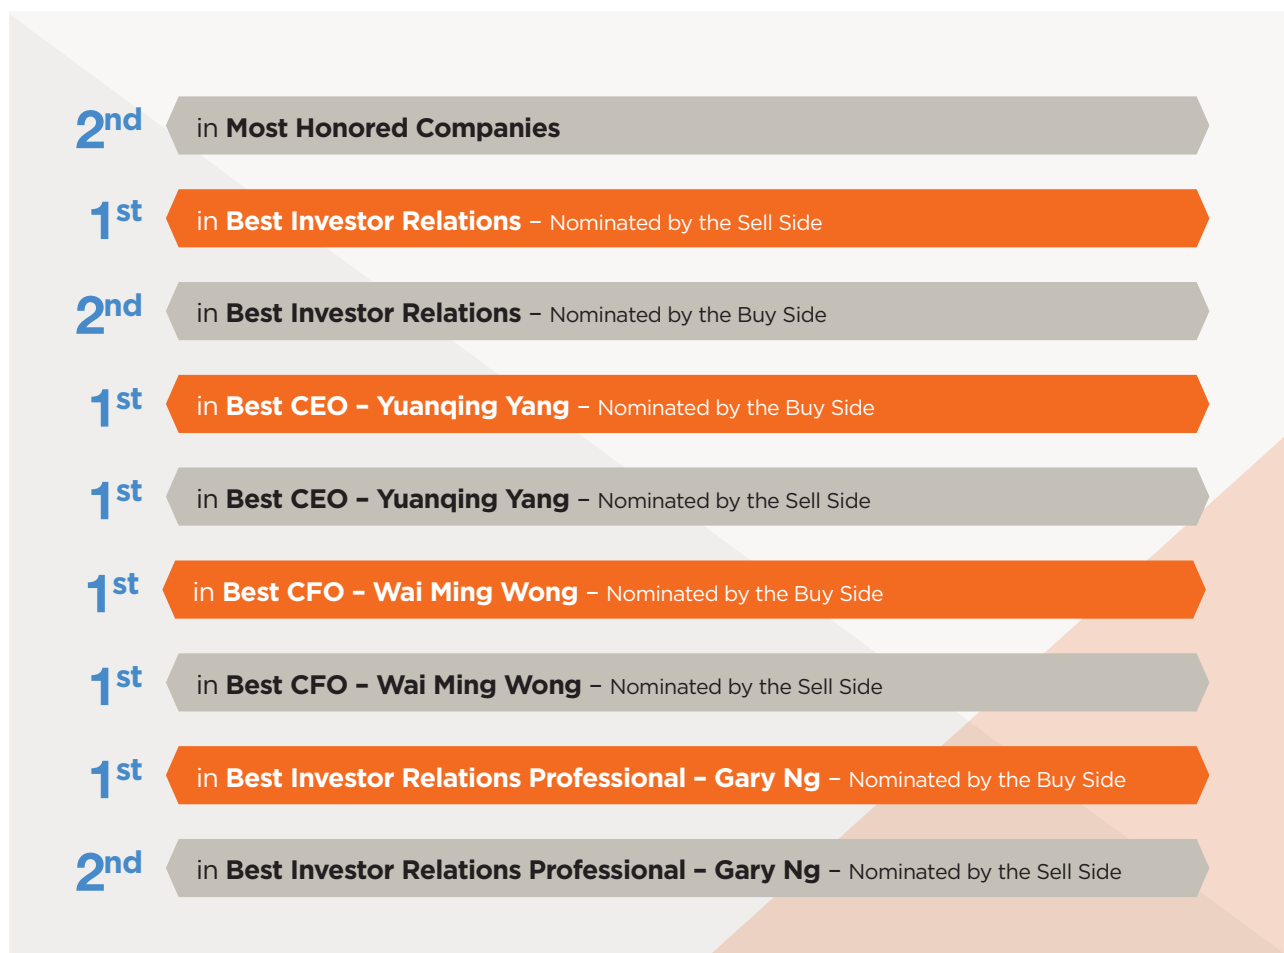 2nd in Most Honored Companies
1st in Best Investor Relations – Nominated by the Sell Side
2nd in Best Investor Relations – Nominated by the Buy Side
1st in Best CEO – Yuanqing Yang – Nominated by the Buy Side
1st in Best CEO – Yuanqing Yang – Nominated by the Sell Side
1st in Best CFO – Wai Ming Wong – Nominated by the Buy Side
1st in Best CFO – Wai Ming Wong – Nominated by the Sell Side
1st in Best Investor Relations Professional – Gary Ng – Nominated by the Buy Side
2nd in Best Investor Relations Professional – Gary Ng – Nominated by the Sell Side